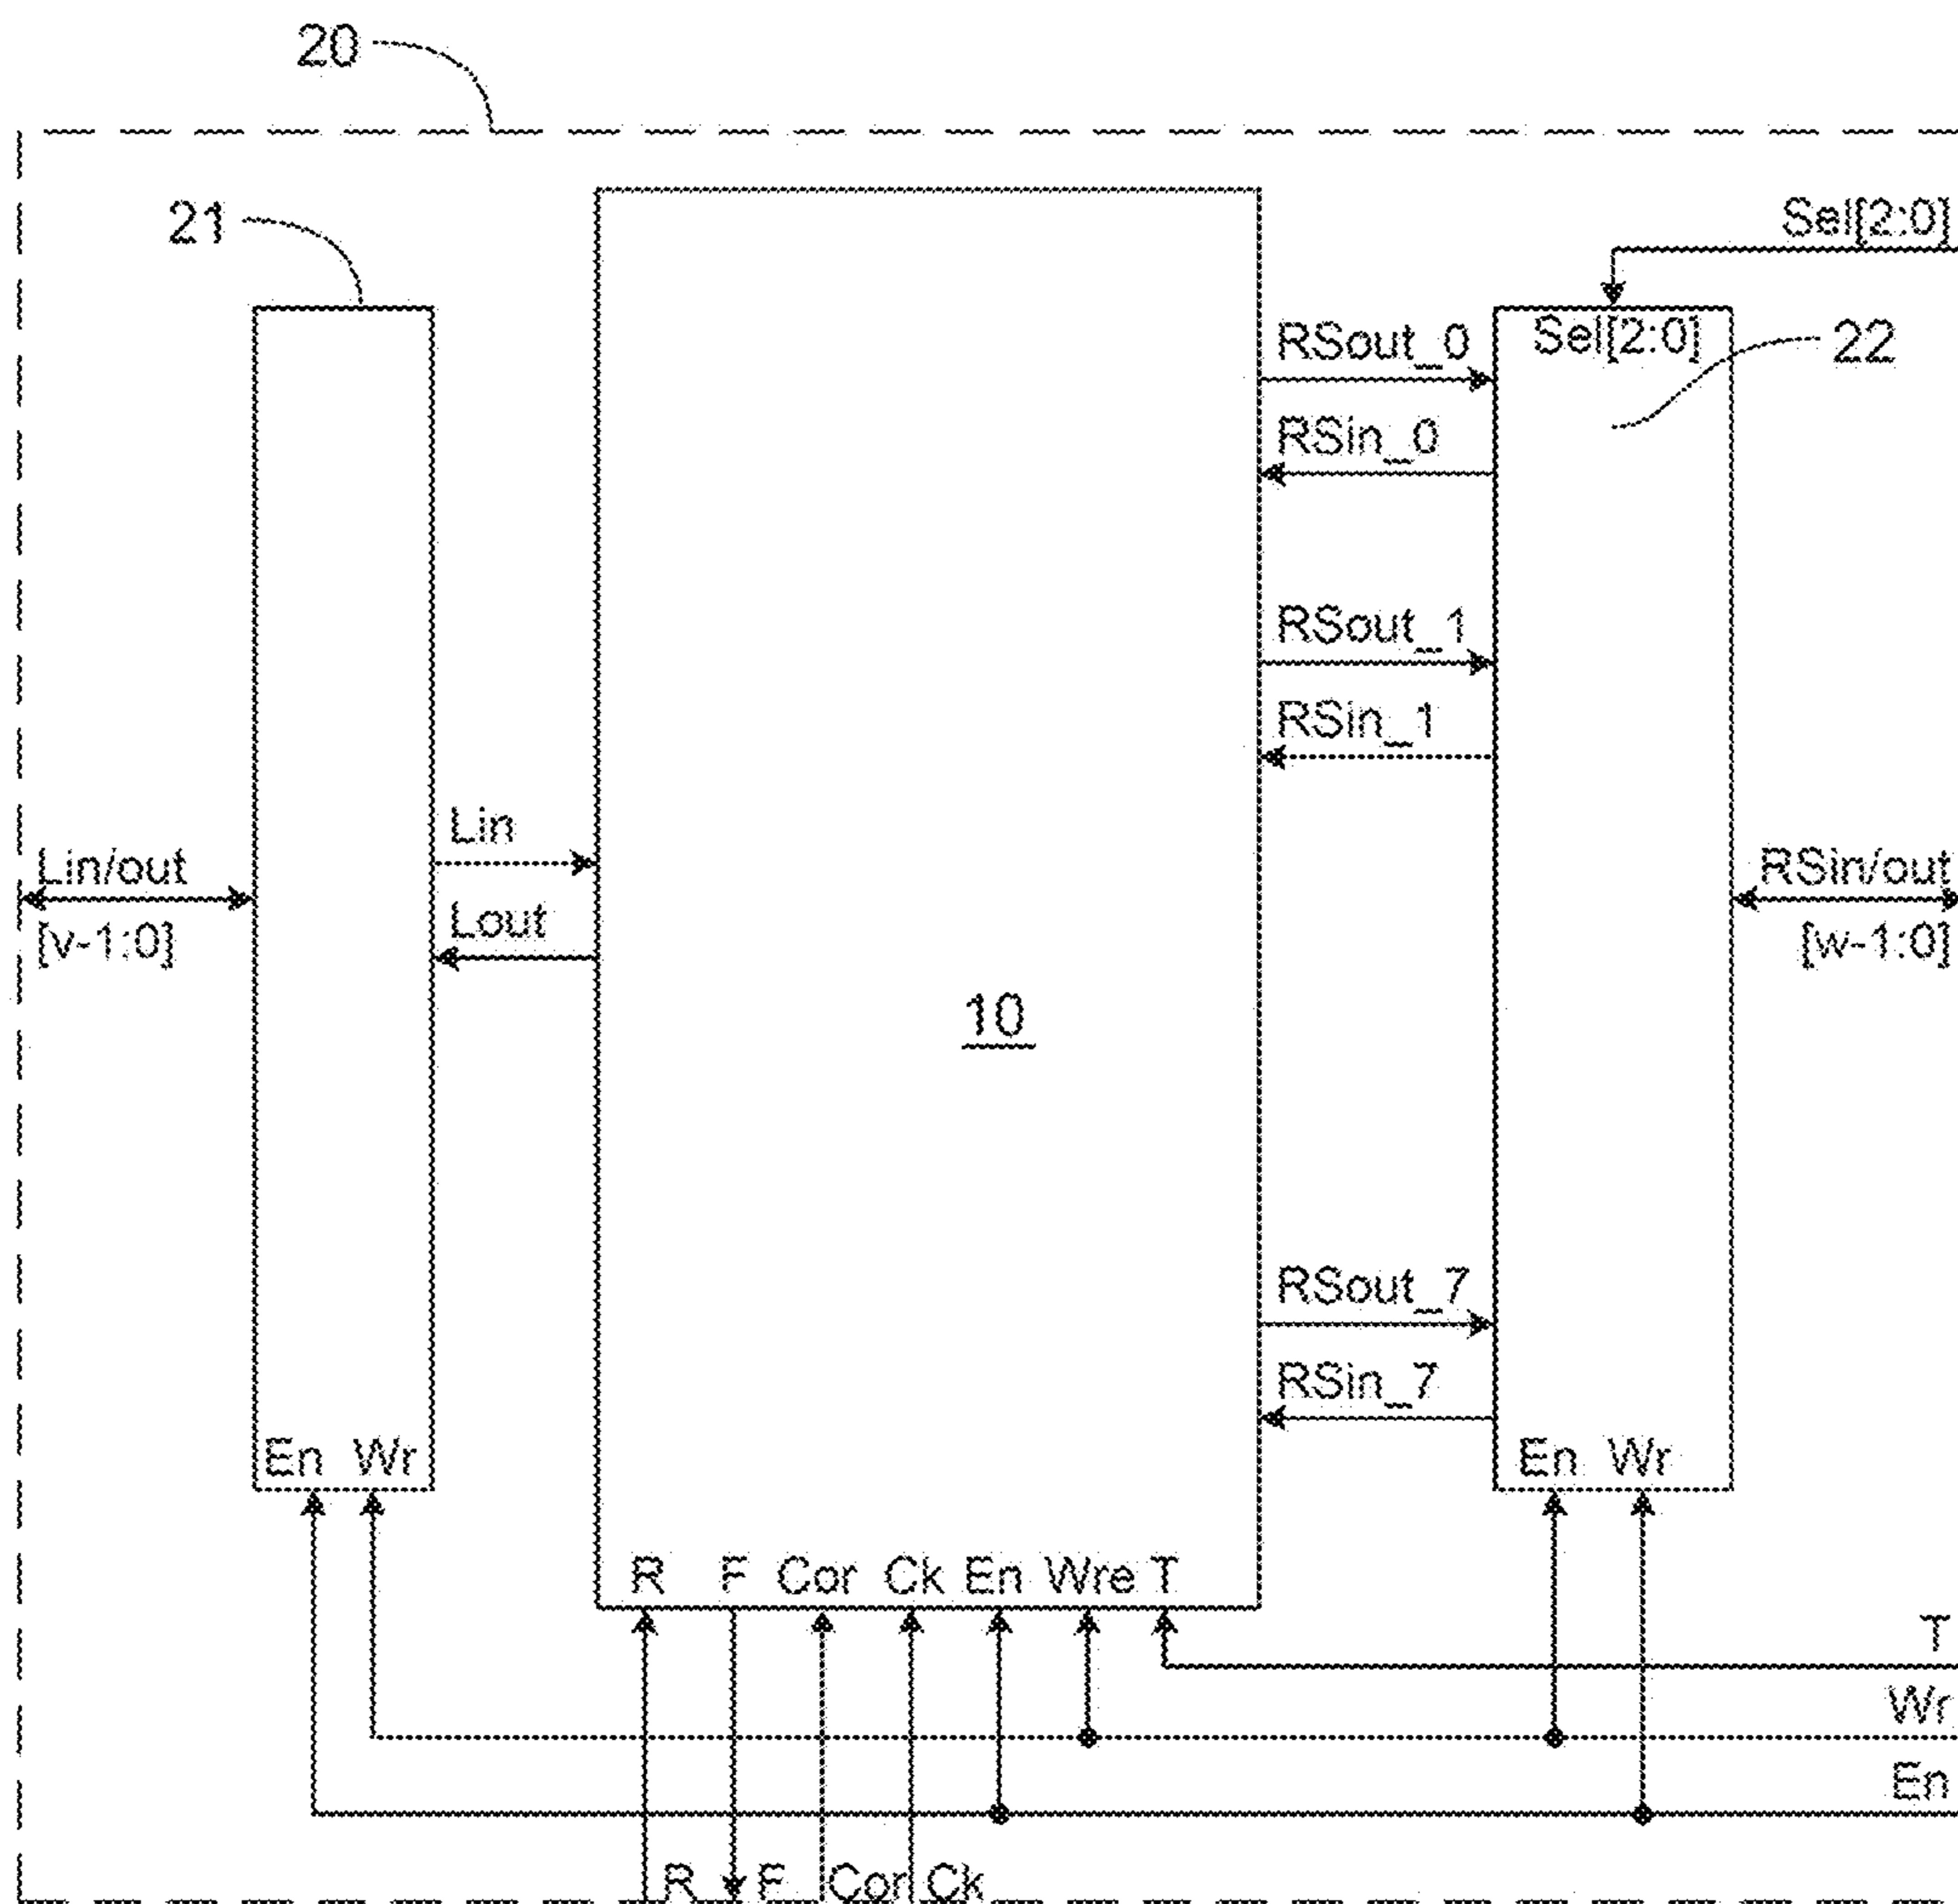 20
21
Sel[2:0]
Sel[2:0]
22
RSout_0
RSin_0
RSout_1
RSin_1
Lin
Lin/out
[v-1:0]
Lout
RSin/out
[w-1:0]
10
RSout_7
RSin_7
En Wr
En Wr
R F Cor Ck En Wre T
T
Wr
En
R F Cor Ck